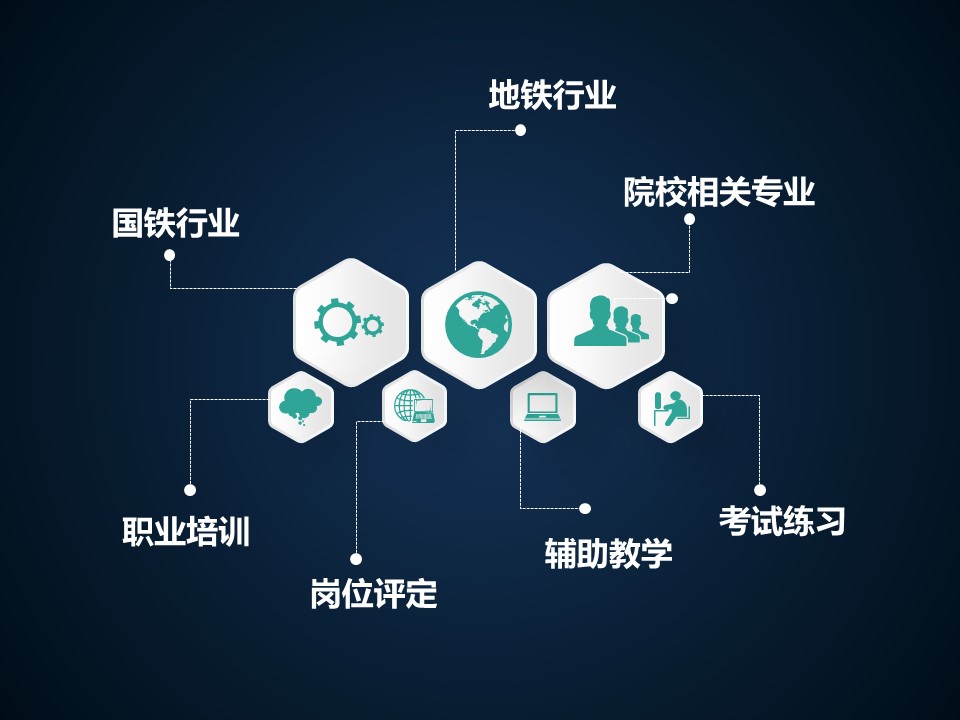 地铁行业
院校相关专业
国铁行业
职业培训
岗位评定
辅助教学
考试练习